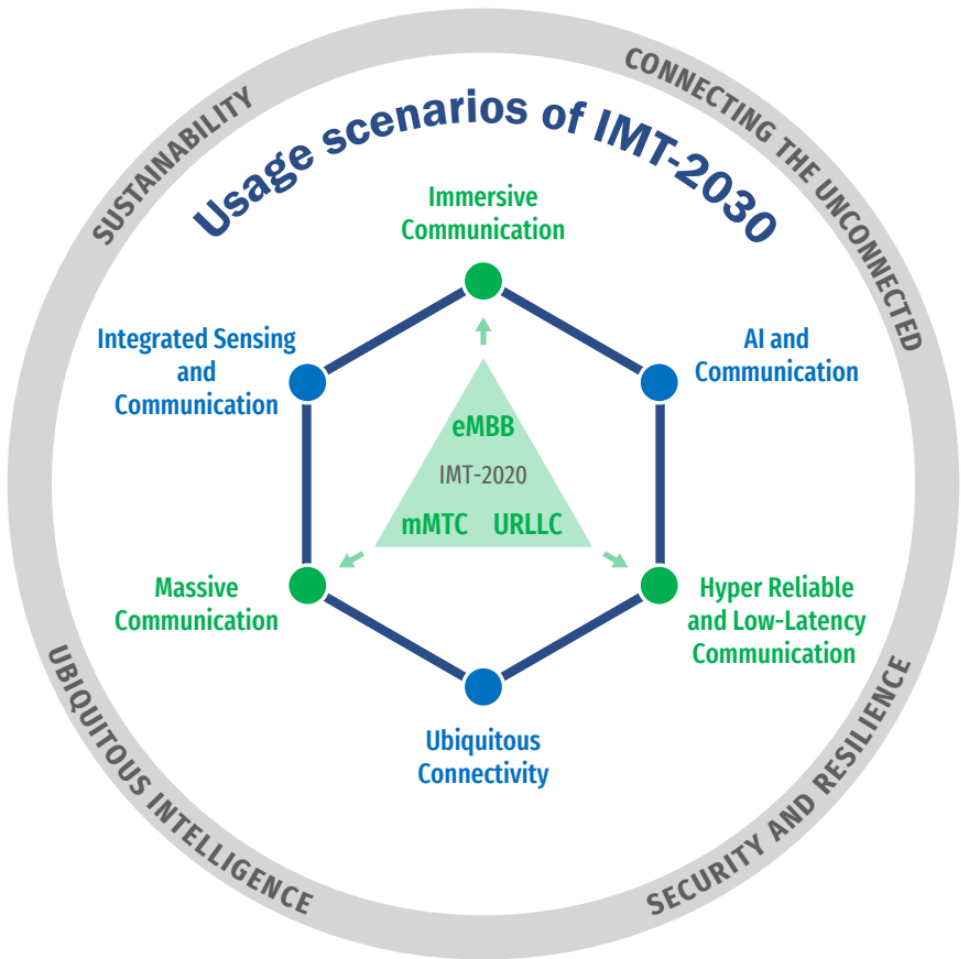 SUSTAINABILITY
CONNECTING THE UNCONNECTED
Usage scenarios of IMT-2030
Immersive
Communication
Integrated Sensing
and
Communication
AI and
Communication
eMBB
IMT-2020
mMTC URLLC
Massive
Communication
Hyper Reliable
and Low-Latency
Communication
Ubiquitous
Connectivity
UBIQUITOUS INTELLIGENCE
SECURITY AND RESILIENCE